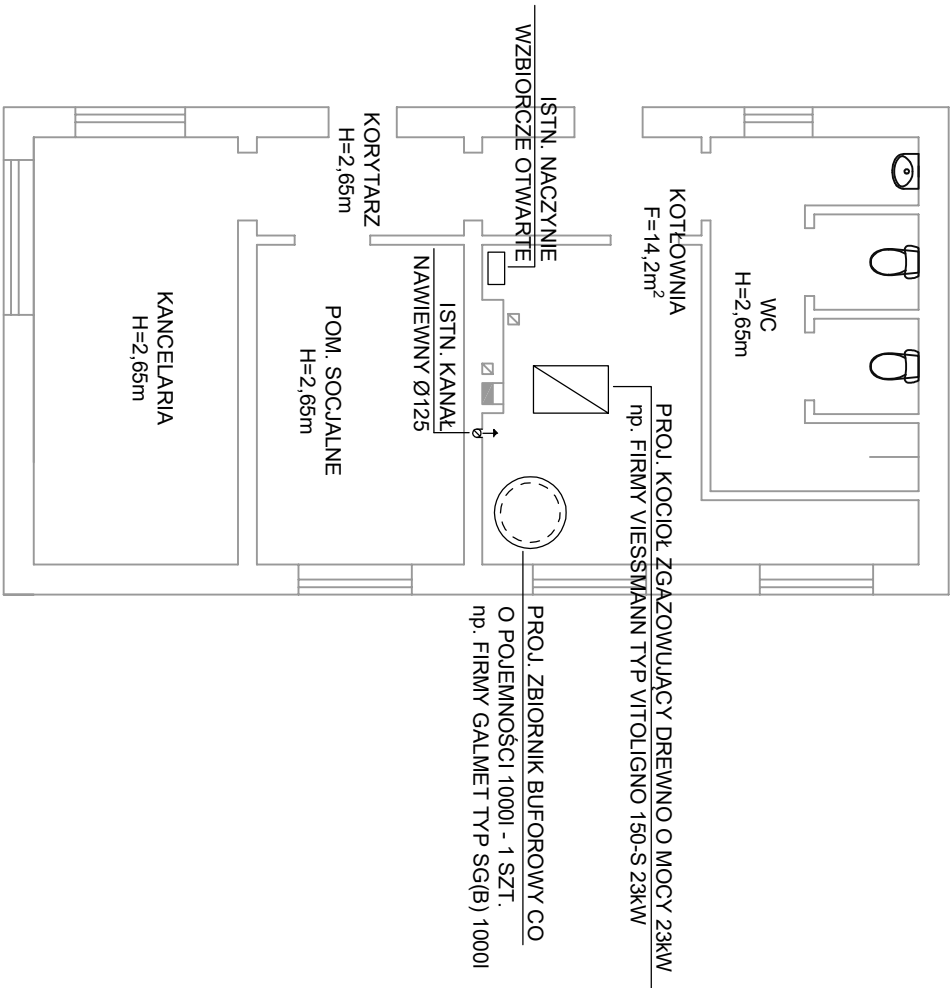 PROJ. KOCIOŁ ZGAZOWUJĄCY DREWNO O MOCY 23kW
np. FIRMY VIESSMANN TYP VITOLIGNO 150-S 23kW
WC
H=2,65m
KOTŁOWNIA
F=14,2m²
ISTN. NACZYNIE
WZBIORCZE OTWARTE
PROJ. ZBIORNIK BUFOROWY CO
O POJEMNOŚCI 1000l - 1 SZT.
np. FIRMY GALMET TYP SG(B) 1000l
ISTN. KANAŁ
NAWIEWNY Ø125
KORYTARZ
H=2,65m
POM. SOCJALNE
H=2,65m
KANCELARIA
H=2,65m